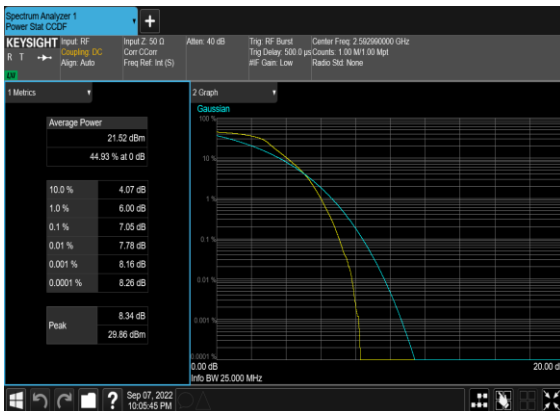 Spectrum Analyzer 1
Power Stat CCDF
KEYSIGHT
Input: RF
Input Z: 50 Ω
Atten: 40 dB
Trig: RF Burst
Center Freq: 2.592990000 GHz
R T
Coupling: DC
Corr CCorr
Trig Delay: 500.0 µs
Counts: 1.00 M/1.00 Mpt
Align: Auto
Freq Ref: Int (S)
#IF Gain: Low
Radio Std: None
1 Metrics
Average Power
21.52 dBm
44.93 % at 0 dB
10.0 % 4.07 dB
1.0 % 6.00 dB
0.1 % 7.05 dB
0.01 % 7.78 dB
0.001 % 8.16 dB
0.0001 % 8.26 dB
Peak
8.34 dB
29.86 dBm
2 Graph
Gaussian
100 %
10 %
1 %
0.1 %
0.01 %
0.001 %
0.0001 %
0.00 dB
20.00 d
Info BW 25.000 MHz
?
Sep 07, 2022
10:05:45 PM